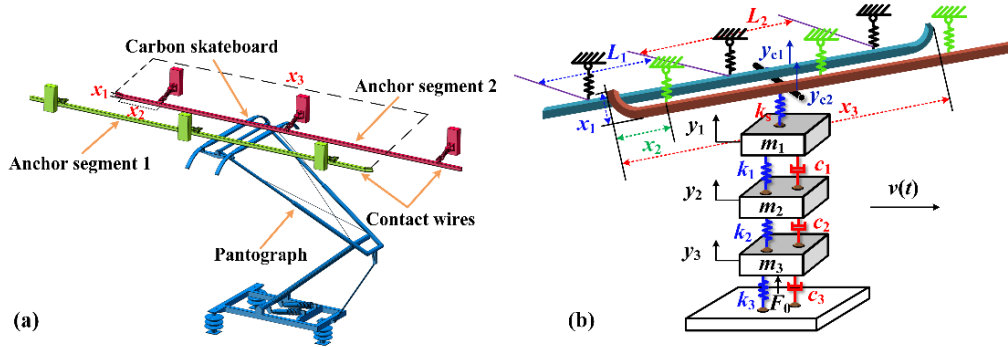 Carbon skateboard
x3
Anchor segment 2
x1
x2
Anchor segment 1
Contact wires
Pantograph
(a)
L2
L1
yc1
yc2
x1
x2
x3
ks
y1
m1
k1
c1
y2
m2
v(t)
k2
c2
y3
m3
k3
F0
c3
(b)